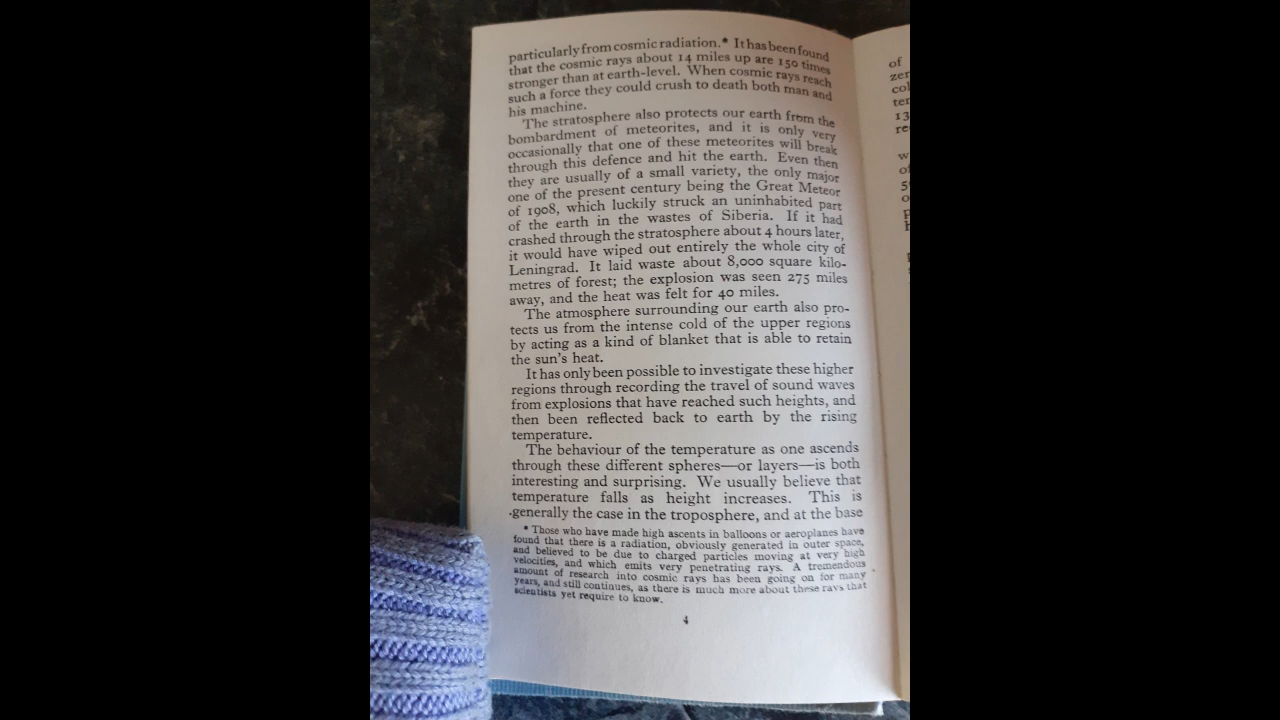 particularly from cosmic radiation.* It has been found
that the cosmic rays about 14 miles up are 150 times
stronger than at earth-level. When cosmic rays reach
such a force they could crush to death both man and
his machine.
The stratosphere also protects our earth from the
bombardment of meteorites, and it is only very
occasionally that one of these meteorites will break
through this defence and hit the earth. Even then
they are usually of a small variety, the only major
one of the present century being the Great Meteor
of 1908, which luckily struck an uninhabited part
of the earth in the wastes of Siberia. If it had
crashed through the stratosphere about 4 hours later,
it would have wiped out entirely the whole city of
Leningrad. It laid waste about 8,000 square kilo-
metres of forest; the explosion was seen 275 miles
away, and the heat was felt for 40 miles.
The atmosphere surrounding our earth also pro-
tects us from the intense cold of the upper regions
by acting as a kind of blanket that is able to retain
the sun's heat.
It has only been possible to investigate these higher
regions through recording the travel of sound waves
from explosions that have reached such heights, and
then been reflected back to earth by the rising
temperature.
The behaviour of the temperature as one ascends
through these different spheres—or layers—is both
interesting and surprising. We usually believe that
temperature falls as height increases. This is
generally the case in the troposphere, and at the base
* Those who have made high ascents in balloons or aeroplanes have
found that there is a radiation, obviously generated in outer space,
and believed to be due to charged particles moving at very high
velocities, and which emits very penetrating rays. A tremendous
amount of research into cosmic rays has been going on for many
years, and still continues, as there is much more about these rays that
scientists yet require to know.
4
of